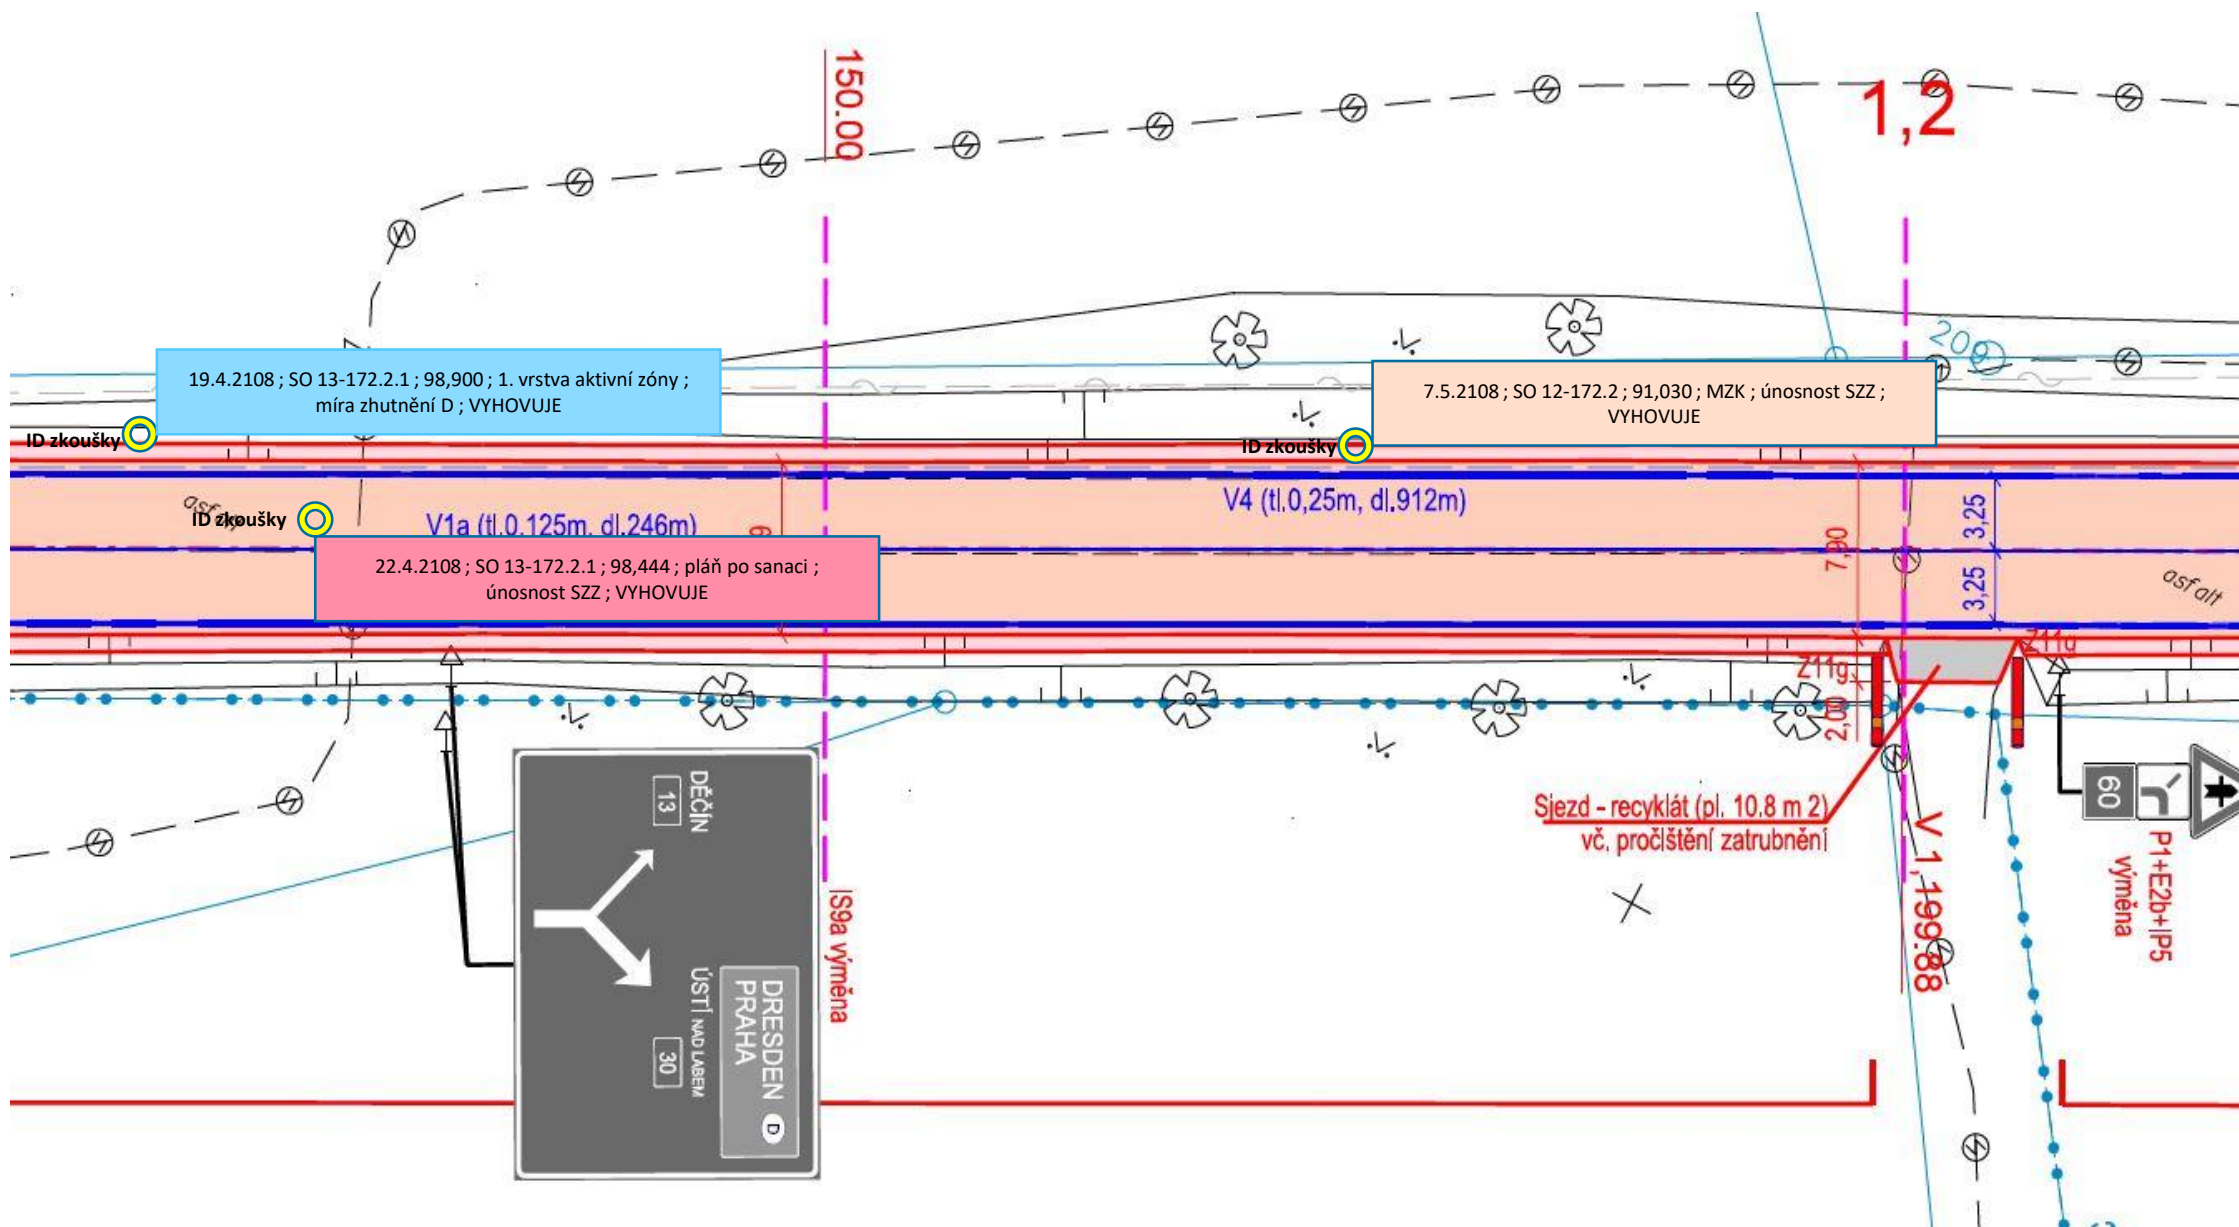 150.00
1,2
209
19.4.2108 ; SO 13-172.2.1 ; 98,900 ; 1. vrstva aktivní zóny ;
míra zhutnění D ; VYHOVUJE
7.5.2108 ; SO 12-172.2 ; 91,030 ; MZK ; únosnost SZZ ;
VYHOVUJE
ID zkoušky
ID zkoušky
asfalt
ID zkoušky
V1a (tl.0,125m, dl.246m)
V4 (tl.0,25m, dl.912m)
6
7,90
3,25
3,25
asfalt
22.4.2108 ; SO 13-172.2.1 ; 98,444 ; pláň po sanaci ;
únosnost SZZ ; VYHOVUJE
Z11g
Z11g
2,00
DĚČÍN
13
ÚSTÍ NAD LABEM
30
DRESDEN
PRAHA
D
IS9a výměna
Sjezd - recyklát (pl. 10.8 m 2)
vč. pročištění zatrubnění
V 1,199.88
60
P1+E2b+IP5
výměna